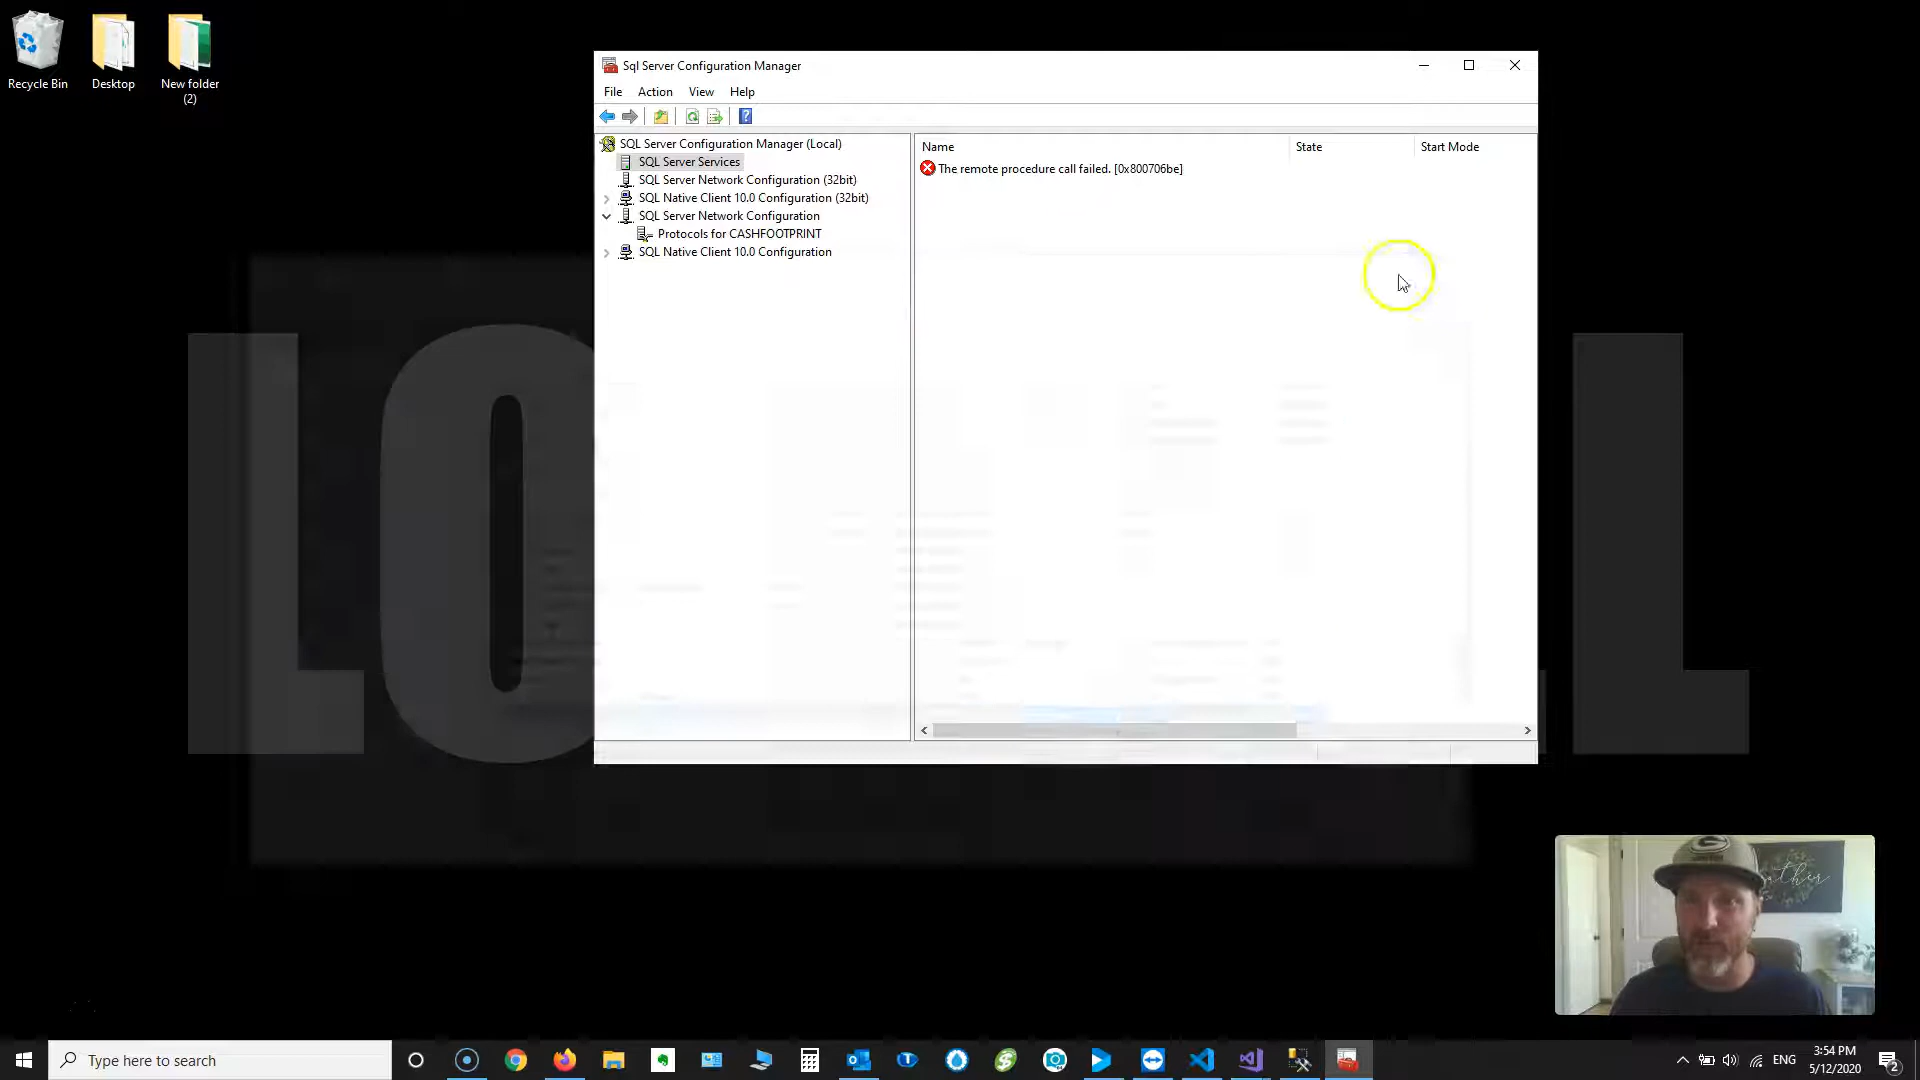 Recycle Bin
Desktop
New folder
(2)
Sql Server Configuration Manager
File Action View Help
SQL Server Configuration Manager (Local)
SQL Server Services
SQL Server Network Configuration (32bit)
SQL Native Client 10.0 Configuration (32bit)
SQL Server Network Configuration
Protocols for CASHFOOTPRINT
SQL Native Client 10.0 Configuration
Name State Start Mode
The remote procedure call failed. [0x800706be]
Type here to search
ENG
3:54 PM
5/12/2020
2